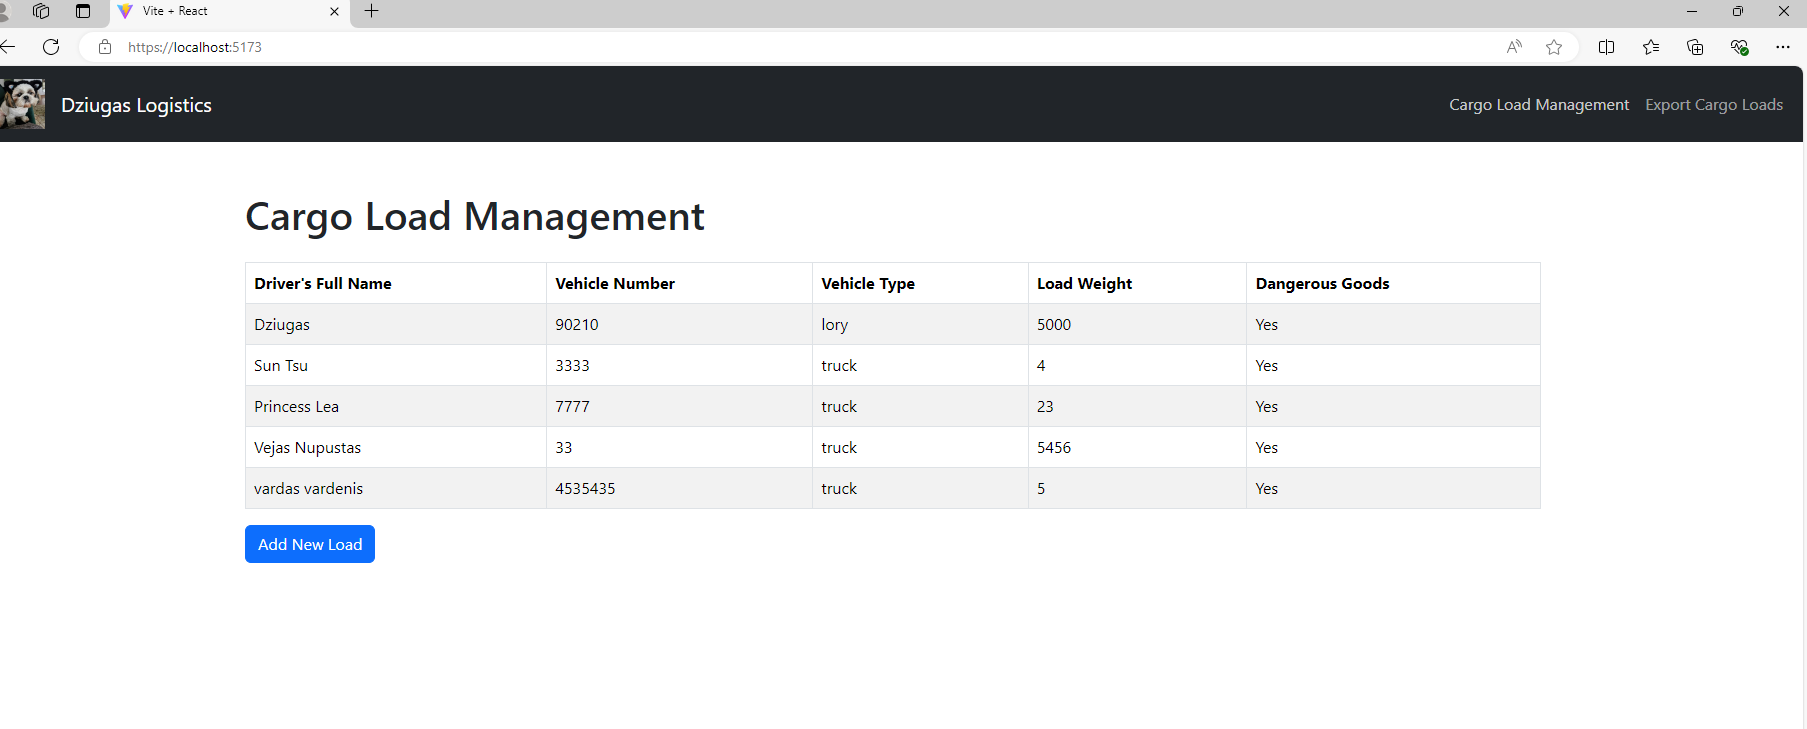 Vite + React
https://localhost:5173
Dziugas Logistics
Cargo Load Management
Export Cargo Loads
Cargo Load Management
Driver's Full Name Vehicle Number Vehicle Type Load Weight Dangerous Goods
Dziugas 90210 lory 5000 Yes
Sun Tsu 3333 truck 4 Yes
Princess Lea 7777 truck 23 Yes
Vejas Nupustas 33 truck 5456 Yes
vardas vardenis 4535435 truck 5 Yes
Add New Load